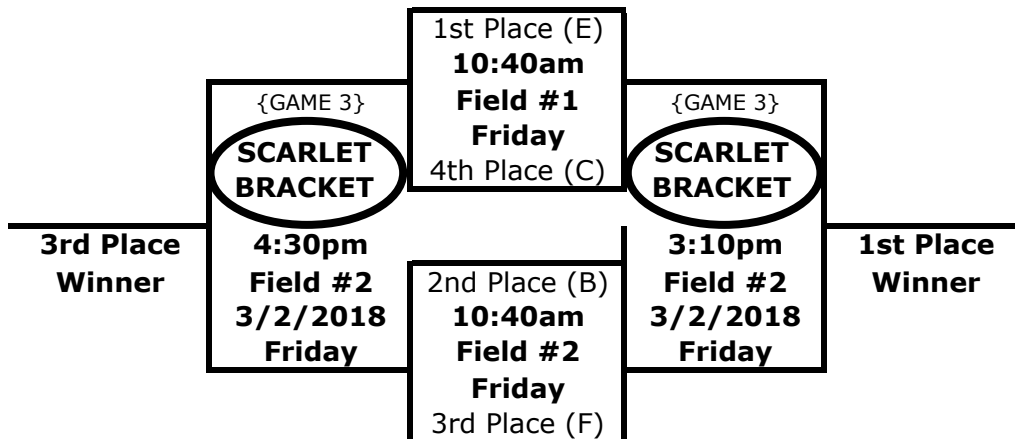 1st Place (E)
10:40am
Field #1
Friday
4th Place (C)
{GAME 3}
SCARLET
BRACKET
4:30pm
Field #2
3/2/2018
Friday
{GAME 3}
SCARLET
BRACKET
3:10pm
Field #2
3/2/2018
Friday
3rd Place
Winner
1st Place
Winner
2nd Place (B)
10:40am
Field #2
Friday
3rd Place (F)